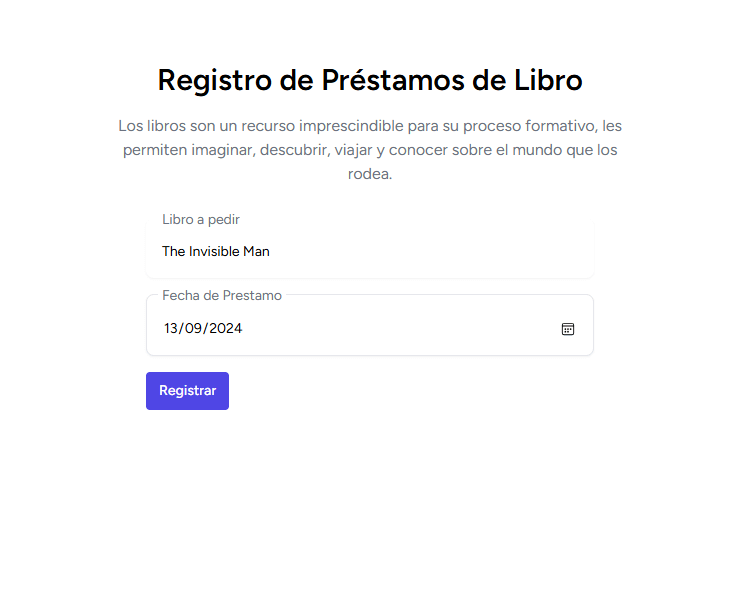 Registro de Préstamos de Libro
Los libros son un recurso imprescindible para su proceso formativo, les
permiten imaginar, descubrir, viajar y conocer sobre el mundo que los
rodea.
Libro a pedir
The Invisible Man
Fecha de Prestamo
13/09/2024
Registrar